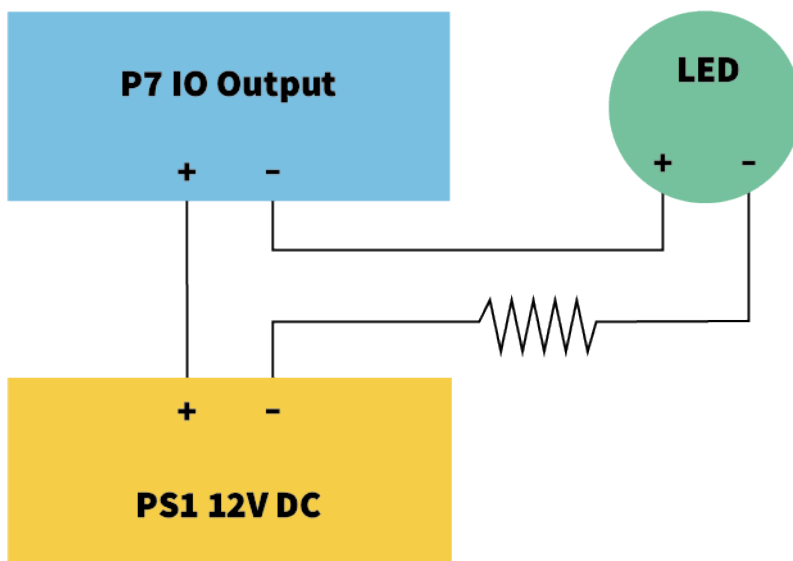 P7 IO Output
LED
+ −
+ −
+ −
PS1 12V DC